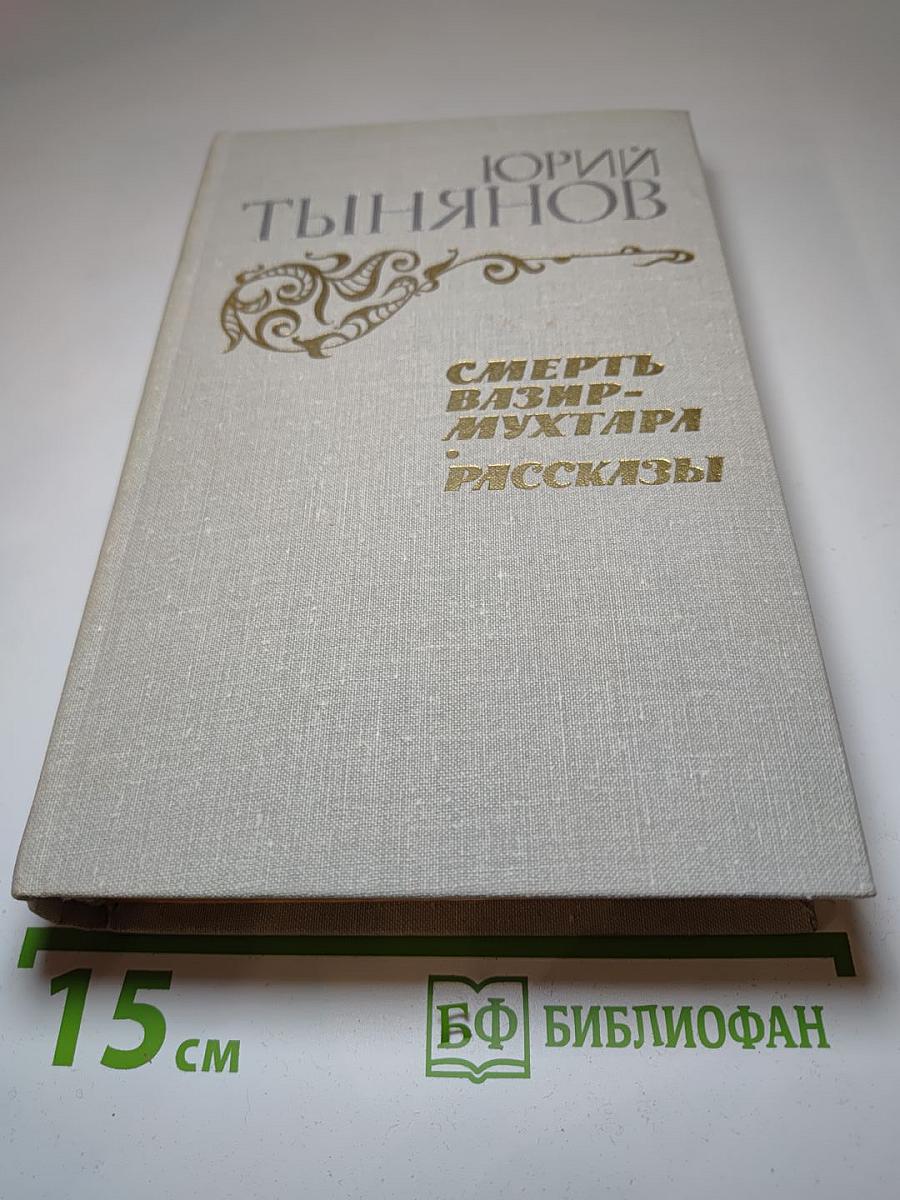 ЮРИЙ
ТЫНЯНОВ
СМЕРТЬ
ВАЗИР-
МУХТАРА
•
РАССКАЗЫ
15 см
БФ БИБЛИОФАН